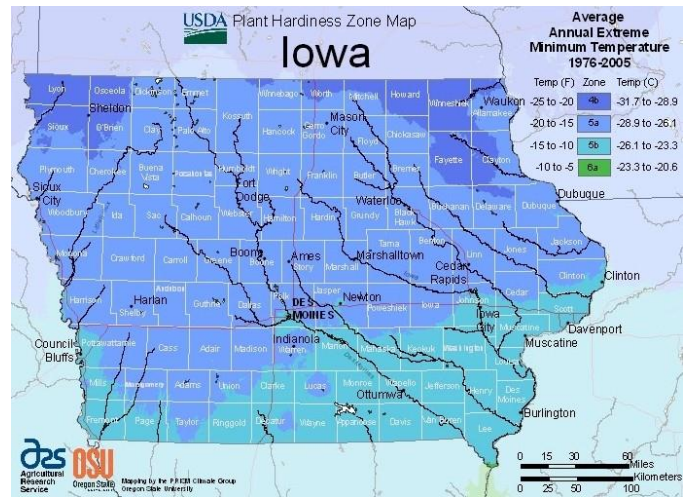 USDA Plant Hardiness Zone Map
Iowa
Average
Annual Extreme
Minimum Temperature
1976-2005
Temp (F) Zone Temp (C)
-25 to -20 4b -31.7 to -28.9
-20 to -15 5a -28.9 to -26.1
-15 to -10 5b -26.1 to -23.3
-10 to -5 6a -23.3 to -20.6
Lyon Osceola Dickinson Emmet Winnebago Worth Mitchell Howard Winneshiek Allamakee
Sheldon Waukon
Mason
City
Sioux O'Brien Clay Palo Alto Kossuth Hancock Cerro
Gordo Floyd Chickasaw
Fayette Clayton
Plymouth Cherokee Buena
Vista Pocahontas Humboldt Wright Franklin Butler Bremer
Sioux
City
Fort
Dodge
Waterloo
Dubuque
Woodbury Ida Sac Calhoun Webster Hamilton Hardin Grundy Black
Hawk Buchanan Delaware Dubuque
Jackson
Jones
Linn
Benton
Tama
Monona Crawford Carroll Greene Boone Story Marshall
Boone
Ames
Marshalltown
Cedar
Rapids
Clinton
Clinton
Cedar
Harrison Shelby Audubon Guthrie Dallas Polk Jasper Poweshiek Iowa Johnson
Harlan
DES
MOINES
Newton
Iowa
City
Scott
Davenport
Muscatine
Muscatine
Council
Bluffs
Pottawattamie Cass Adair Madison Warren Marion Mahaska Keokuk Washington Louisa
Indianola
Mills Montgomery Adams Union Clarke Lucas Monroe Wapello Jefferson Henry Des
Moines
Ottumwa
Burlington
Fremont Page Taylor Ringgold Decatur Wayne Appanoose Davis Van Buren Lee
ars
Agricultural
Research
Service
OSU
Oregon State
Mapping by the PRISM Climate Group
Oregon State University
0 15 30 60
Miles
Kilometers
0 25 50 100